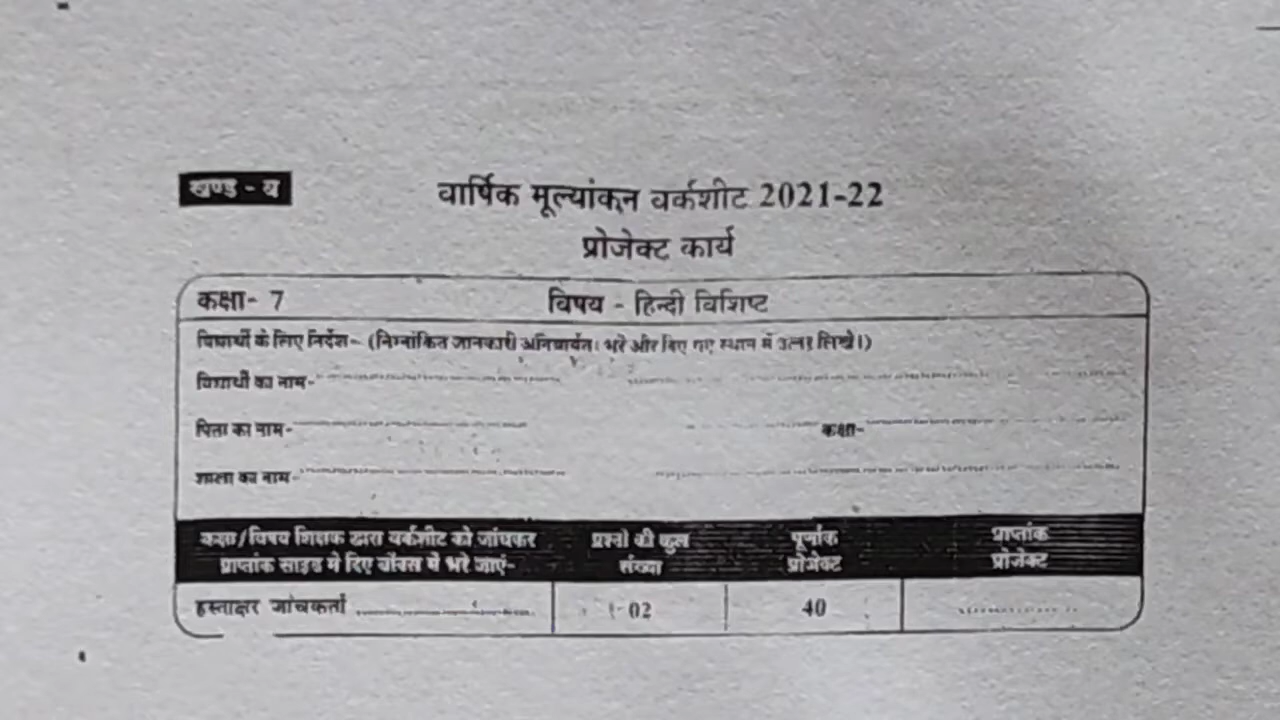 खण्ड - ब
वार्षिक मूल्यांकन वर्कशीट 2021-22
प्रोजेक्ट कार्य
कक्षा- 7 विषय - हिन्दी विशिष्ट
विद्यार्थी के लिए निर्देश- (निम्नांकित जानकारी अनिवार्यतः भरे और दिए गए स्थान में उत्तर लिखे।)
विद्यार्थी का नाम-
पिता का नाम- कक्षा-
शाला का नाम-
कक्षा/विषय शिक्षक द्वारा वर्कशीट को जांचकर प्रश्नो की कुल पूर्णांक प्राप्तांक
प्राप्तांक साइड मे दिए बॉक्स में भरे जाएं- संख्या प्रोजेक्ट प्रोजेक्ट
हस्ताक्षर जांचकर्ता 02 40